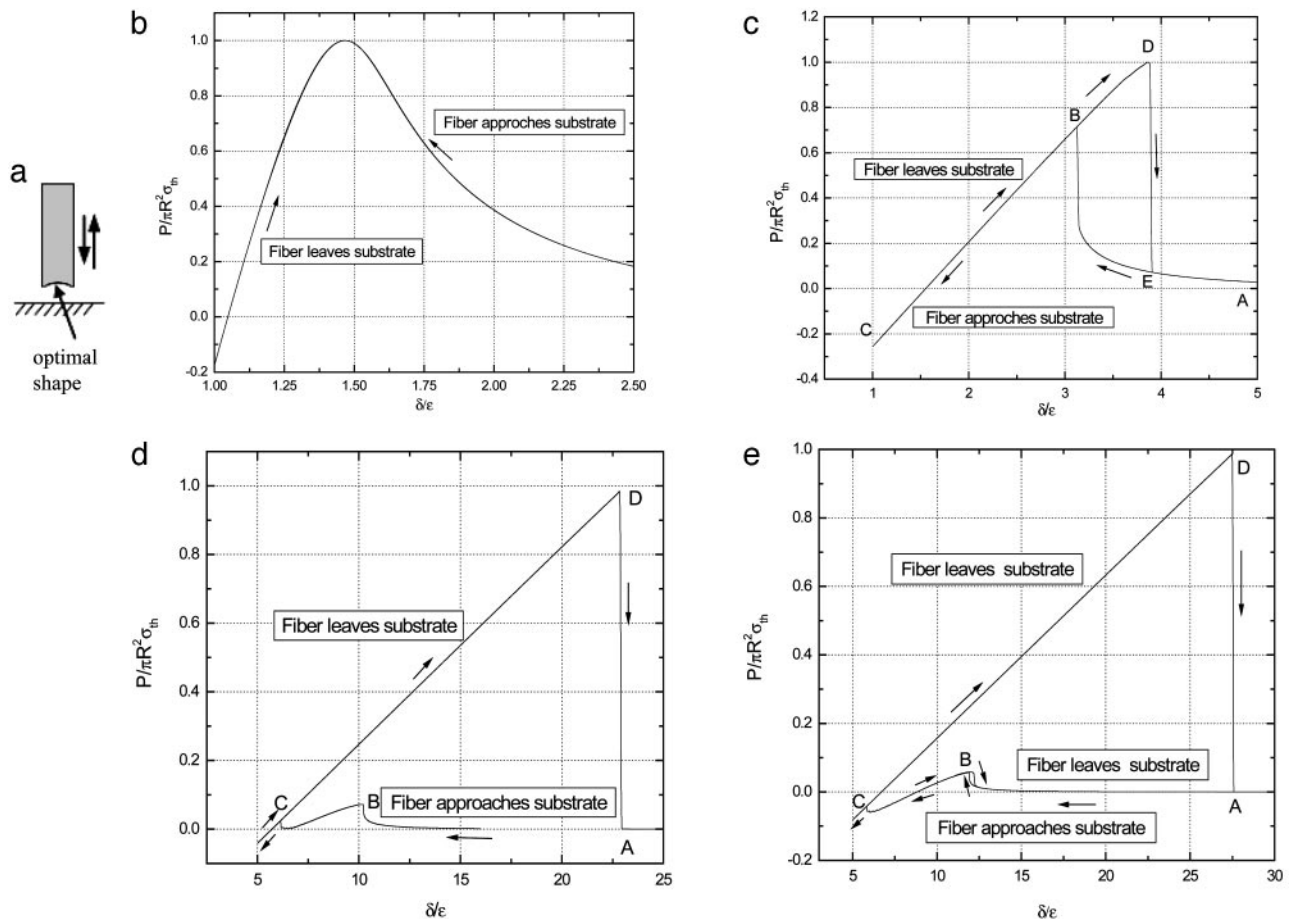 a
optimal
shape
b
P/πR²σth
1.0
0.8
0.6
0.4
0.2
0.0
-0.2
Fiber approches substrate
Fiber leaves substrate
1.00 1.25 1.50 1.75 2.00 2.25 2.50
δ/ε
c
P/πR²σth
1.2
1.0
0.8
0.6
0.4
0.2
0.0
-0.2
-0.4
D
B
Fiber leaves substrate
E
A
C
Fiber approches substrate
1 2 3 4 5
δ/ε
d
P/πR²σth
1.0
0.8
0.6
0.4
0.2
0.0
D
Fiber leaves substrate
C
B
Fiber approaches substrate
A
5 10 15 20 25
δ/ε
e
P/πR²σth
1.0
0.8
0.6
0.4
0.2
0.0
-0.2
D
Fiber leaves substrate
B
Fiber leaves substrate
C
A
Fiber approaches substrate
5 10 15 20 25 30
δ/ε